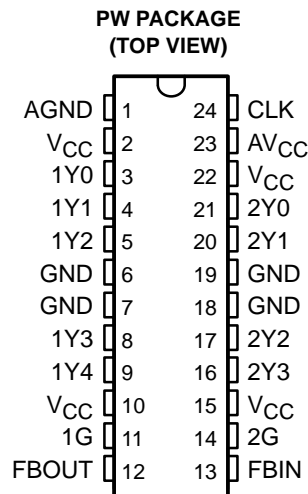 PW PACKAGE
(TOP VIEW)
AGND 1 24 CLK
VCC 2 23 AVCC
1Y0 3 22 VCC
1Y1 4 21 2Y0
1Y2 5 20 2Y1
GND 6 19 GND
GND 7 18 GND
1Y3 8 17 2Y2
1Y4 9 16 2Y3
VCC 10 15 VCC
1G 11 14 2G
FBOUT 12 13 FBIN